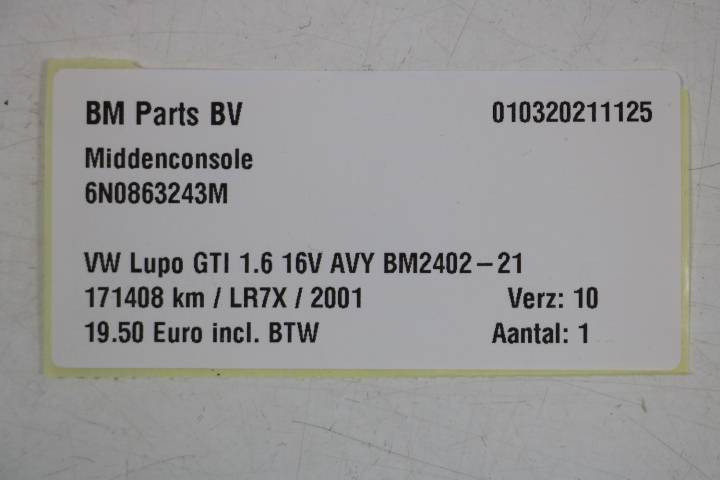 BM Parts BV 010320211125
Middenconsole
6N0863243M
VW Lupo GTI 1.6 16V AVY BM2402-21
171408 km / LR7X / 2001 Verz: 10
19.50 Euro incl. BTW Aantal: 1